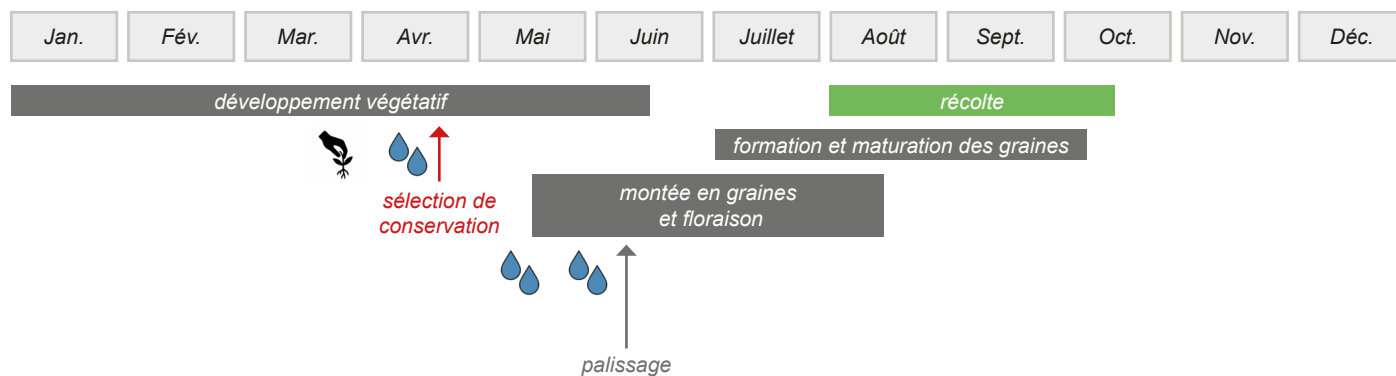 Jan.
Fév.
Mar.
Avr.
Mai
Juin
Juillet
Août
Sept.
Oct.
Nov.
Déc.
développement végétatif
récolte
formation et maturation des graines
sélection de
conservation
montée en graines
et floraison
palissage